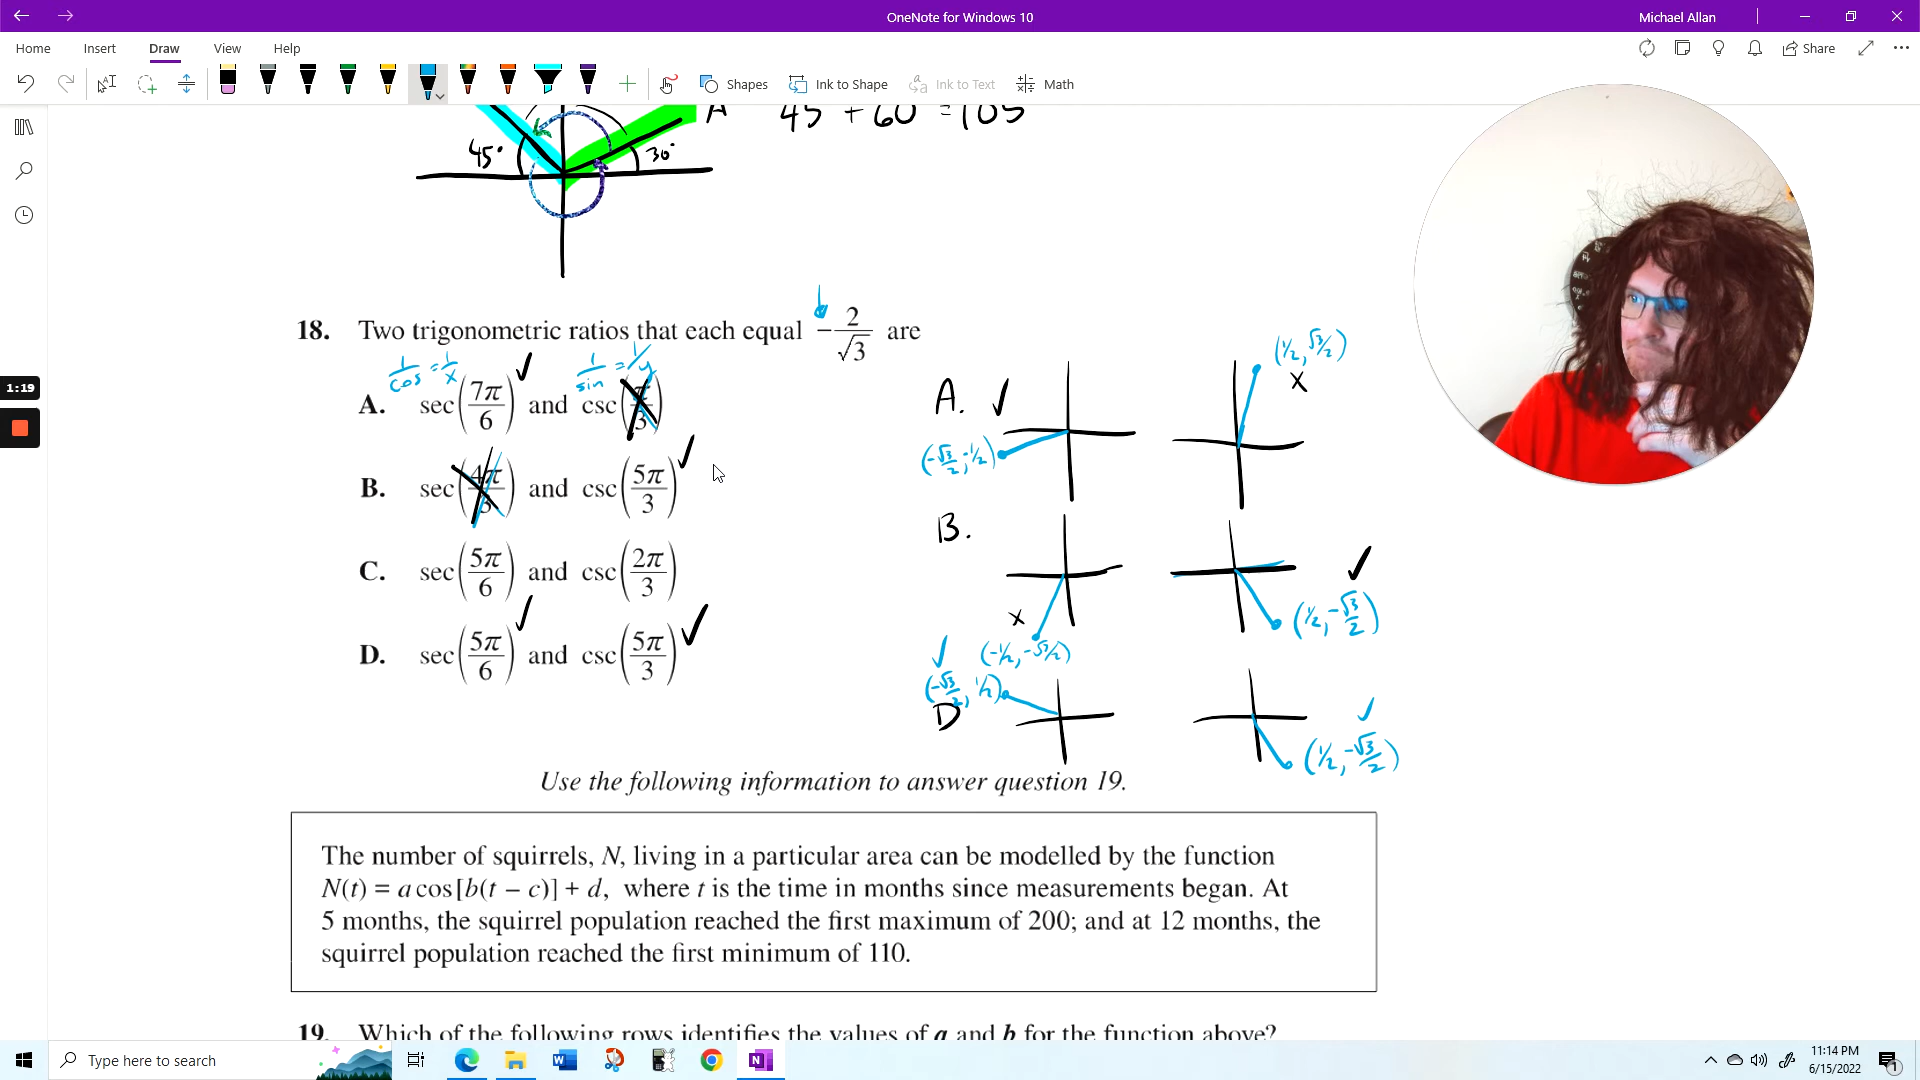 OneNote for Windows 10
Michael Allan
Home Insert Draw View Help
Share
Shapes
Ink to Shape
Ink to Text
Math
A 45 + 60 = 105
45°
30°
18. Two trigonometric ratios that each equal -2/√3 are
1/cos = 1/x
1/sin = 1/y
A. sec(7π/6) and csc(π/3)
B. sec(4π/3) and csc(5π/3)
C. sec(5π/6) and csc(2π/3)
D. sec(5π/6) and csc(5π/3)
1:19
A. ✓
(-√3/2, -1/2)
(1/2, √3/2)
x
B.
x
(-1/2, -√3/2)
✓
(1/2, -√3/2)
✓
(-√3/2, 1/2)
D
✓
(1/2, -√3/2)
Use the following information to answer question 19.
The number of squirrels, N, living in a particular area can be modelled by the function
N(t) = a cos[b(t − c)] + d, where t is the time in months since measurements began. At
5 months, the squirrel population reached the first maximum of 200; and at 12 months, the
squirrel population reached the first minimum of 110.
19. Which of the following rows identifies the values of a and b for the function above?
Type here to search
11:14 PM
6/15/2022